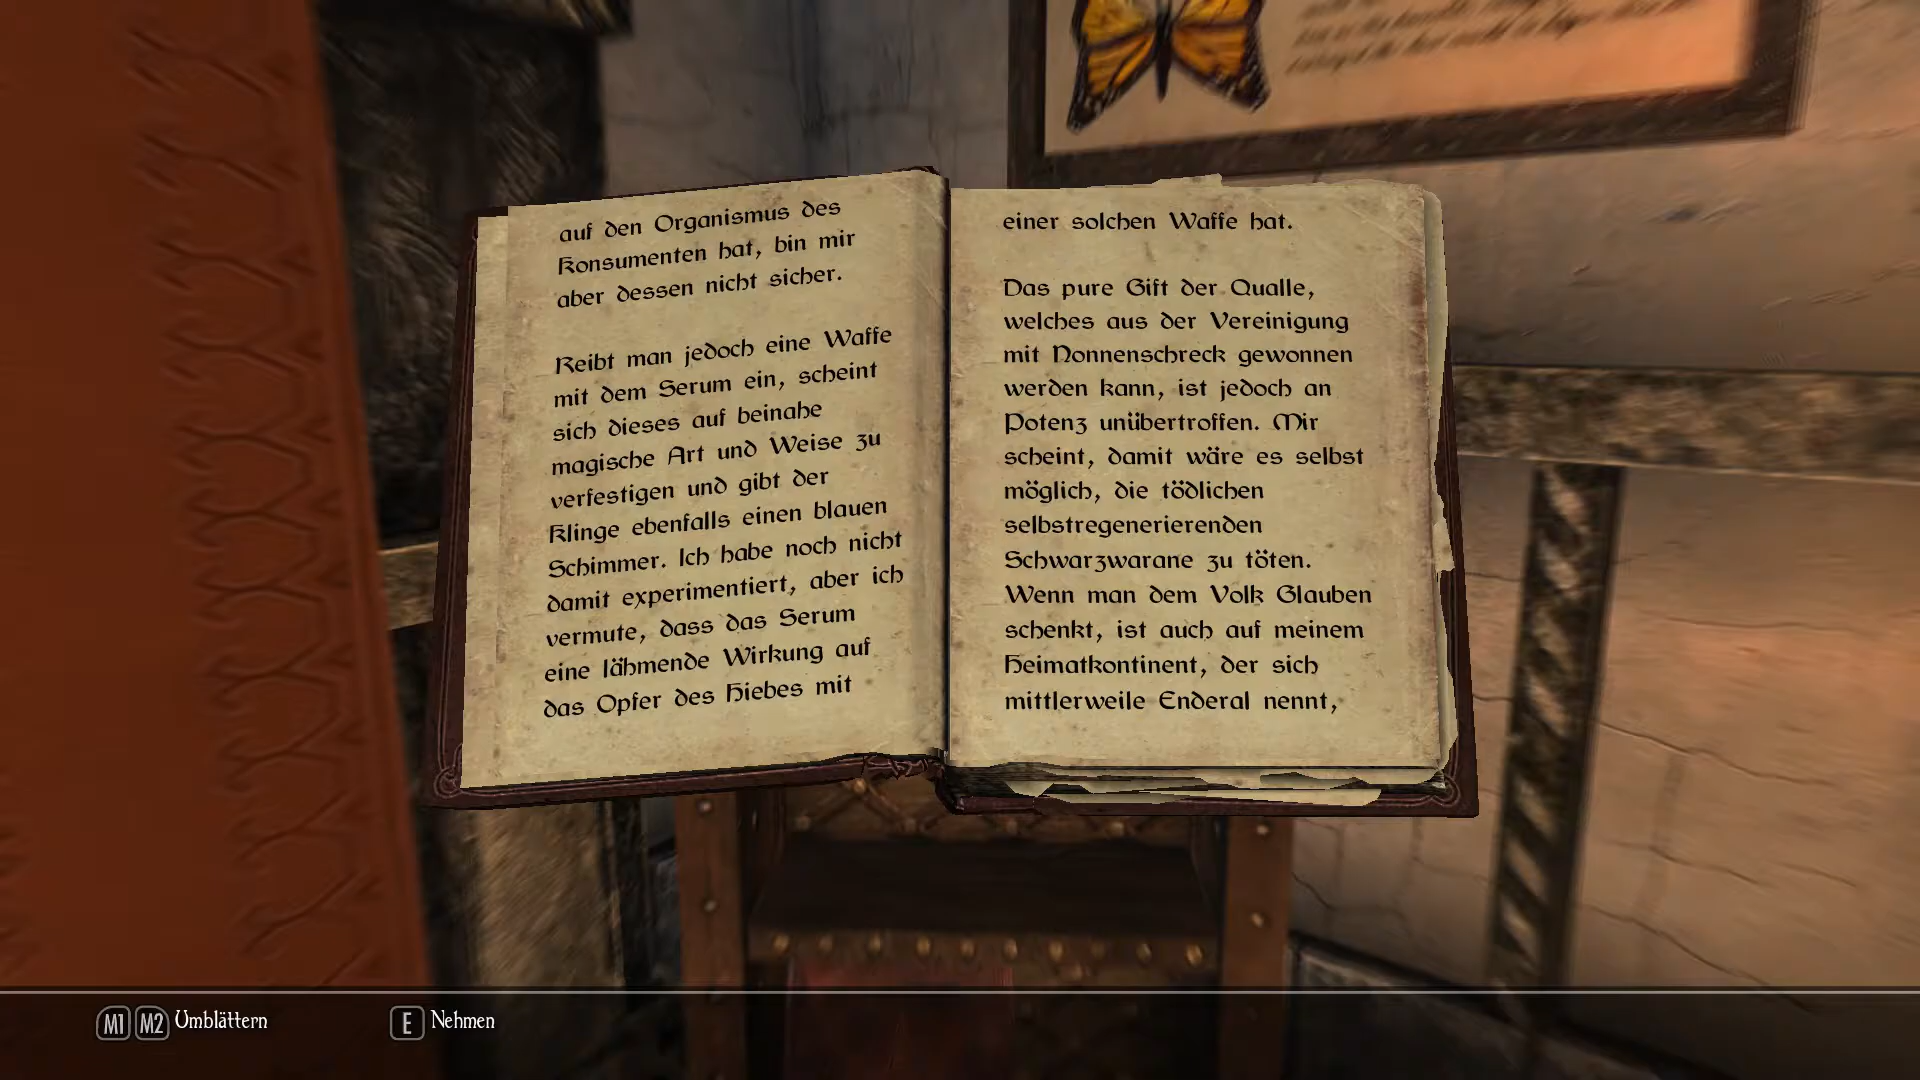 auf den Organismus des
Konsumenten hat, bin mir
aber dessen nicht sicher.
Reibt man jedoch eine Waffe
mit dem Serum ein, scheint
sich dieses auf beinahe
magische Art und Weise zu
verfestigen und gibt der
Klinge ebenfalls einen blauen
Schimmer. Ich habe noch nicht
damit experimentiert, aber ich
vermute, dass das Serum
eine lähmende Wirkung auf
das Opfer des Hiebes mit
einer solchen Waffe hat.
Das pure Gift der Qualle,
welches aus der Vereinigung
mit Nonnenschreck gewonnen
werden kann, ist jedoch an
Potenz unübertroffen. Mir
scheint, damit wäre es selbst
möglich, die tödlichen
selbstregenerierenden
Schwarzwarane zu töten.
Wenn man dem Volk Glauben
schenkt, ist auch auf meinem
Heimatkontinent, der sich
mittlerweile Enderal nennt,
M1 M2 Umblättern
E Nehmen